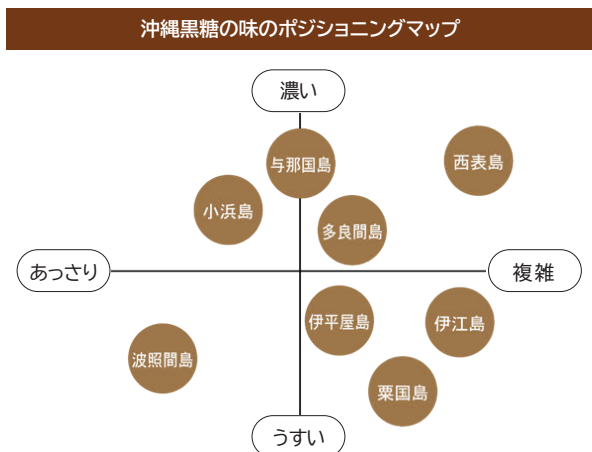 沖縄黒糖の味のポジショニングマップ
濃い
与那国島
西表島
小浜島
多良間島
あっさり
複雑
伊平屋島
伊江島
波照間島
粟国島
うすい